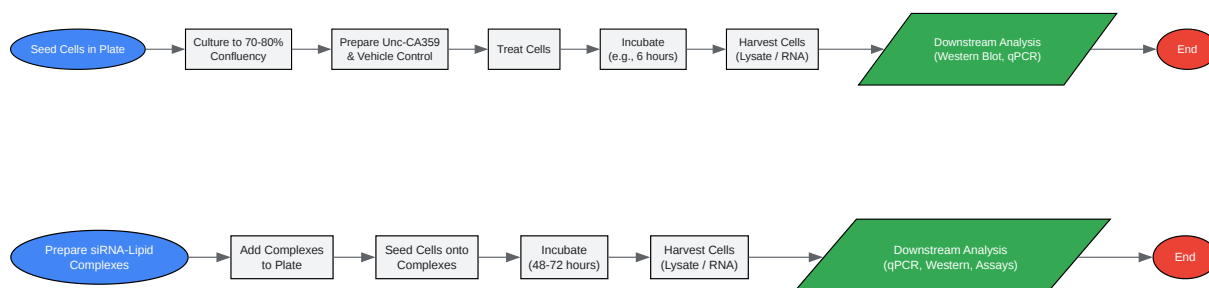 Seed Cells in Plate
Culture to 70-80%
Confluency
Prepare Unc-CA359
& Vehicle Control
Treat Cells
Incubate
(e.g., 6 hours)
Harvest Cells
(Lysate / RNA)
Downstream Analysis
(Western Blot, qPCR)
End
Prepare siRNA-Lipid
Complexes
Add Complexes
to Plate
Seed Cells onto
Complexes
Incubate
(48-72 hours)
Harvest Cells
(Lysate / RNA)
Downstream Analysis
(qPCR, Western, Assays)
End